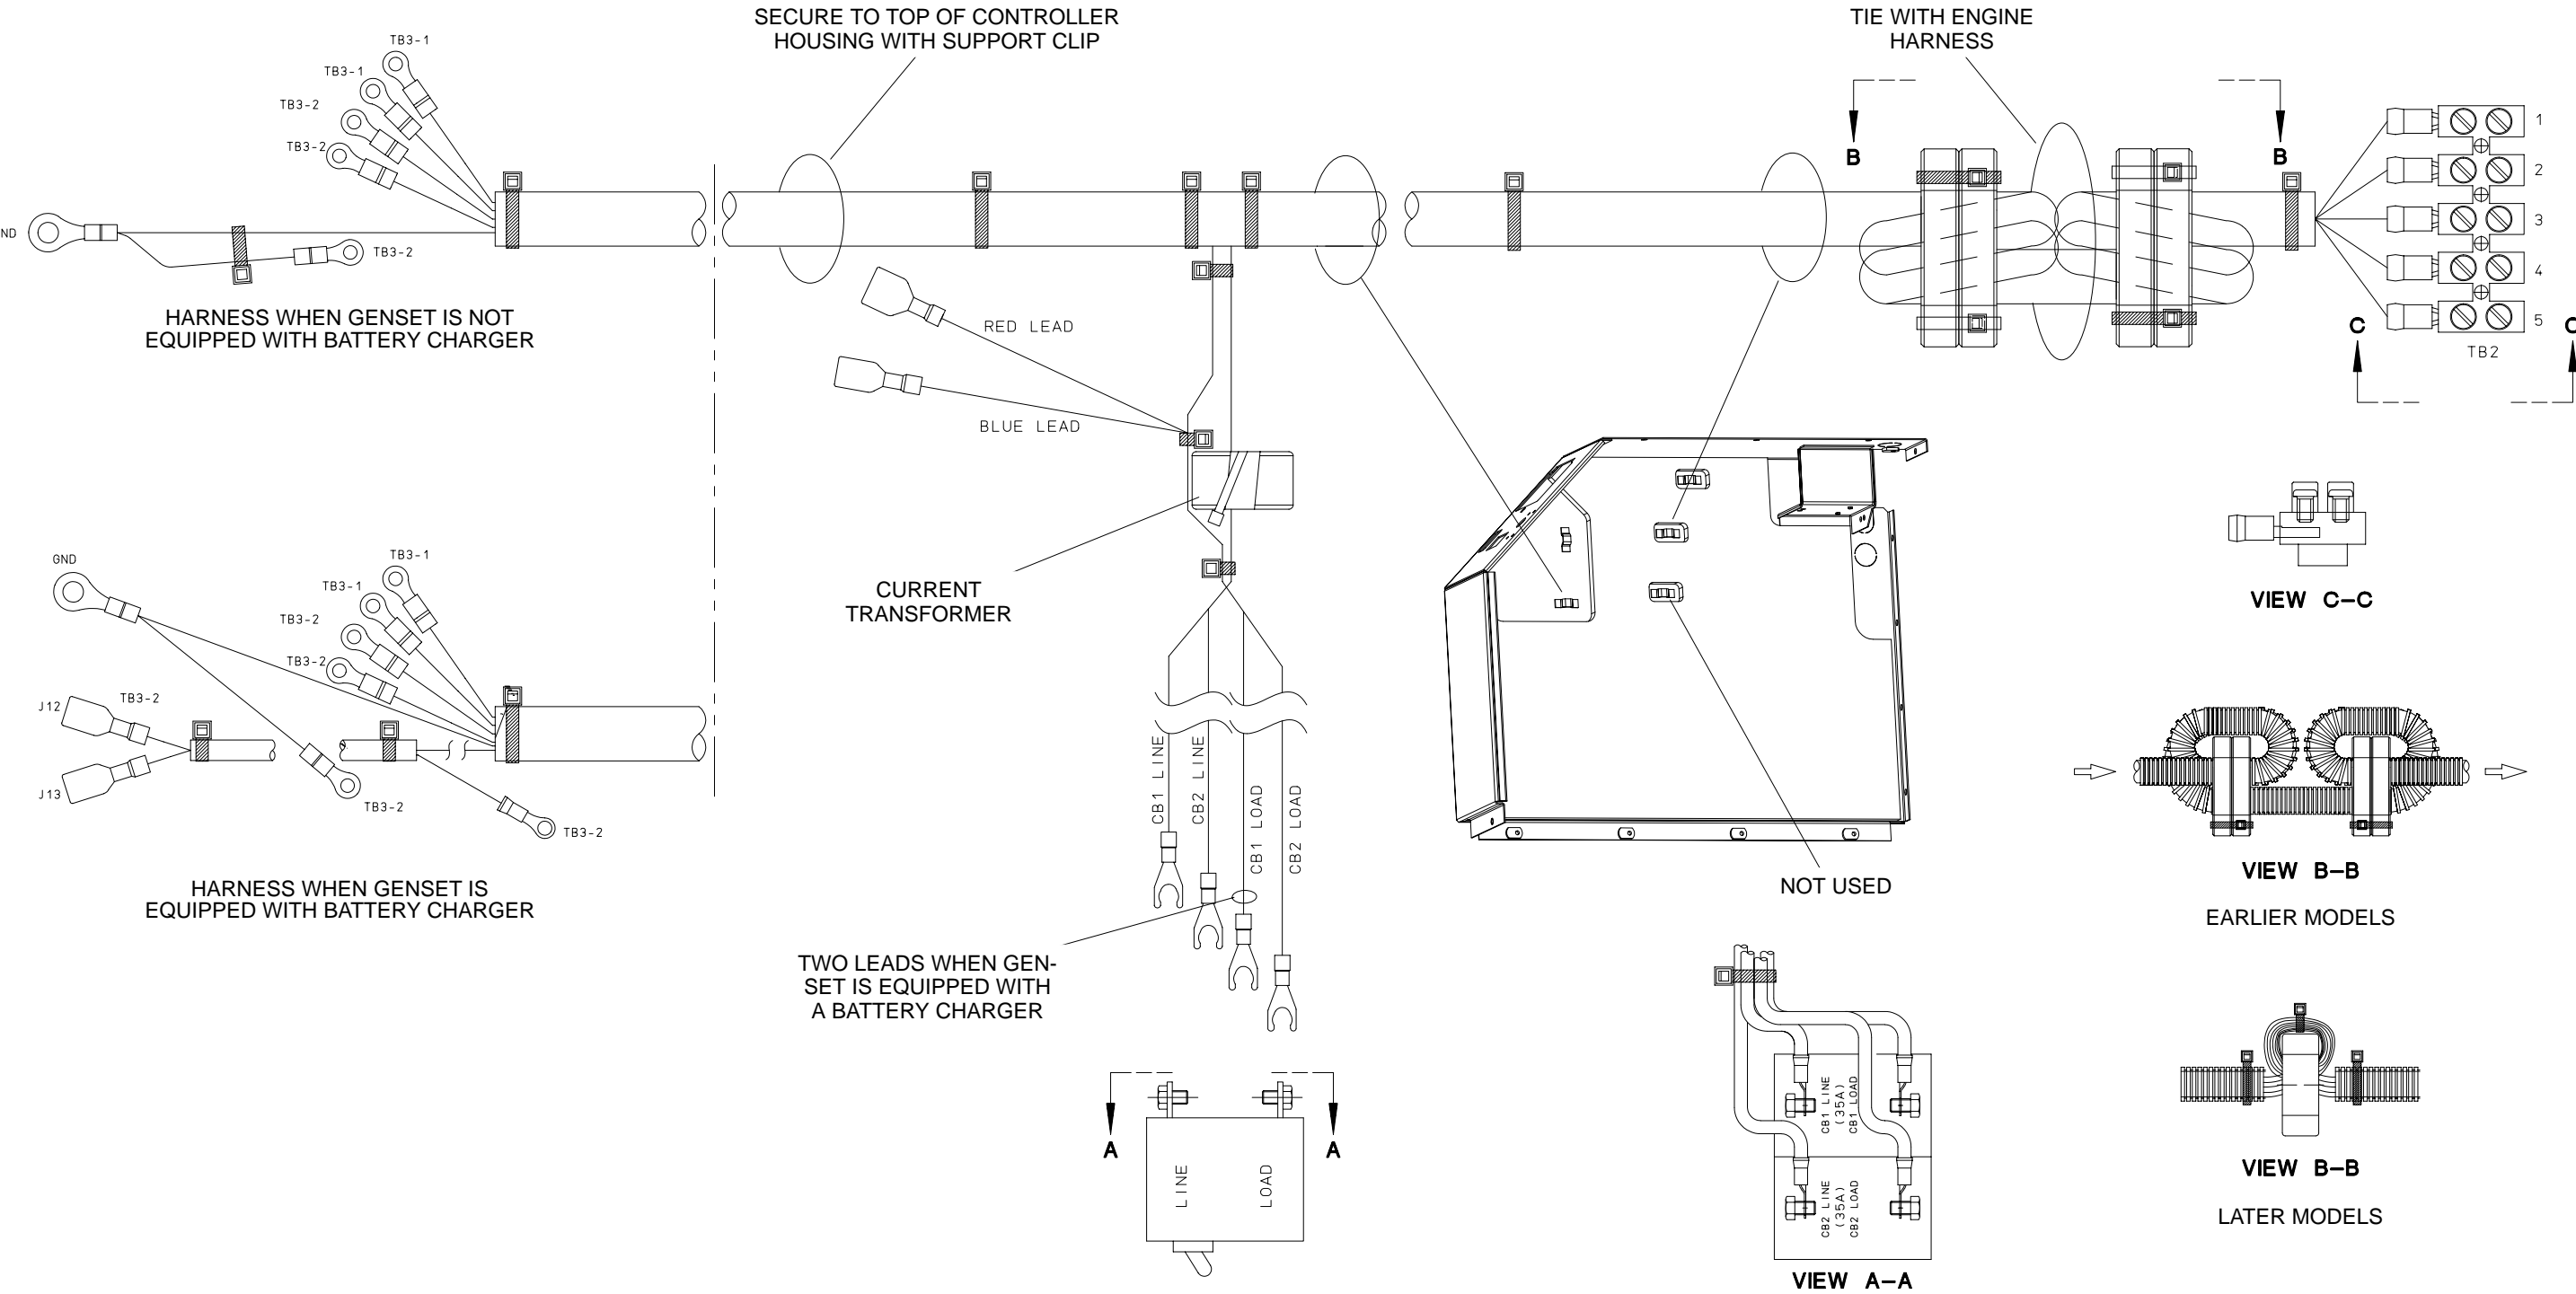 SECURE TO TOP OF CONTROLLER
HOUSING WITH SUPPORT CLIP
TIE WITH ENGINE
HARNESS
TB3-1
TB3-1
TB3-2
TB3-2
ND
TB3-2
HARNESS WHEN GENSET IS NOT
EQUIPPED WITH BATTERY CHARGER
B
B
1
2
3
4
5
TB2
C
C
RED LEAD
BLUE LEAD
CURRENT
TRANSFORMER
VIEW C-C
GND
TB3-1
TB3-1
TB3-2
TB3-2
J12
TB3-2
J13
TB3-2
TB3-2
HARNESS WHEN GENSET IS
EQUIPPED WITH BATTERY CHARGER
CB1 LINE
CB2 LINE
CB1 LOAD
CB2 LOAD
TWO LEADS WHEN GEN-
SET IS EQUIPPED WITH
A BATTERY CHARGER
NOT USED
VIEW B-B
EARLIER MODELS
A
A
LINE
LOAD
CB1 LINE
(35A)
CB1 LOAD
CB2 LINE
(35A)
CB2 LOAD
VIEW A-A
VIEW B-B
LATER MODELS